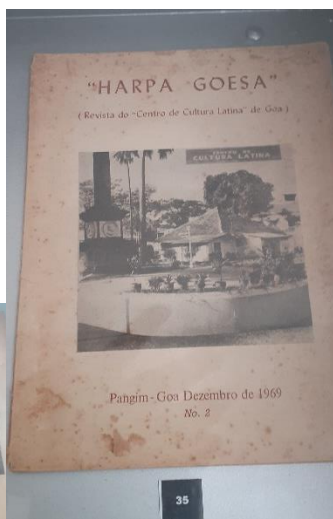 "HARPA GOESA"
( Revista do "Centro de Cultura Latina" de Goa )
CENTRO DE
CULTURA LATINA
Pangim-Goa Dezembro de 1969
No. 2
35